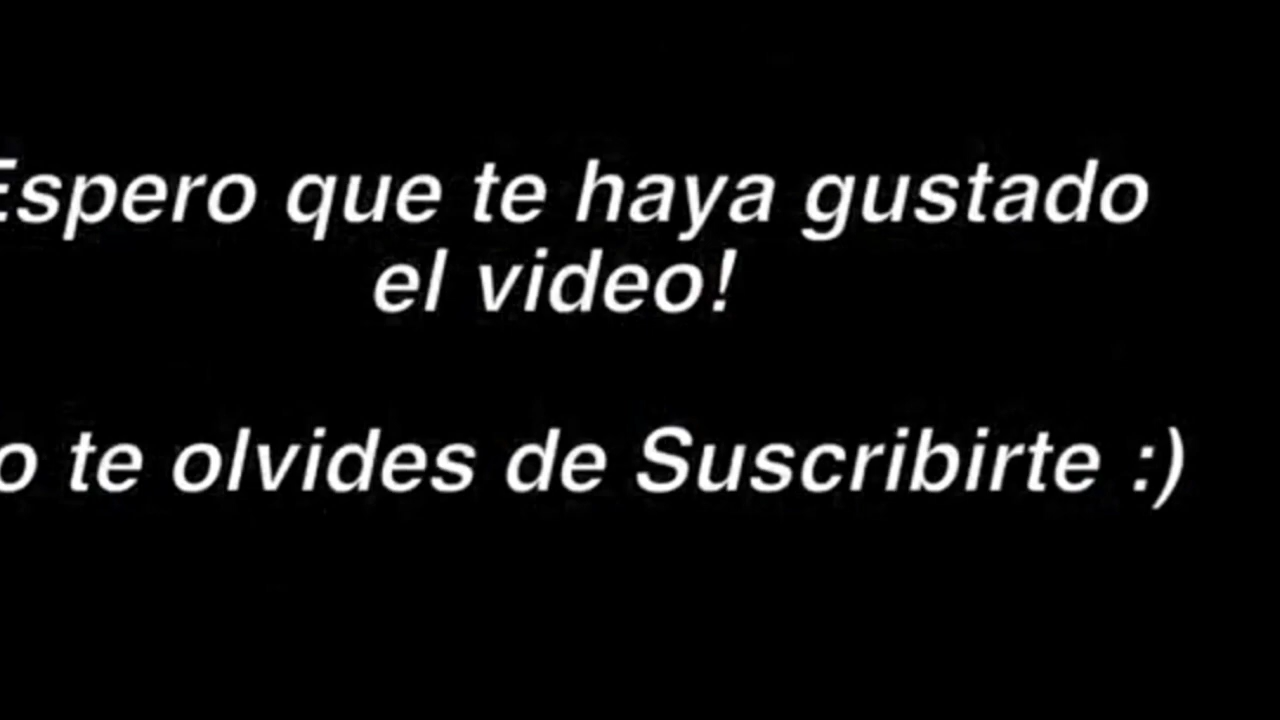 Espero que te haya gustado
el video!
o te olvides de Suscribirte :)